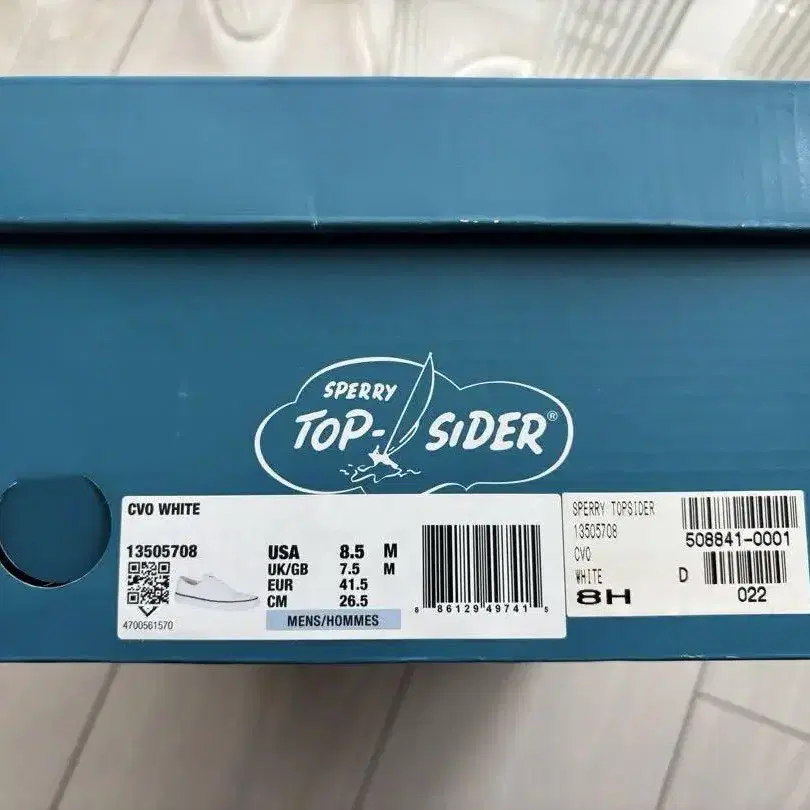 SPERRY
TOP-SIDER®
CVO WHITE
13505708
4700561570
USA 8.5 M
UK/GB 7.5 M
EUR 41.5
CM 26.5
MENS/HOMMES
8 86129 49741 5
SPERRY TOPSIDER
13505708
CVO
WHITE
8H
D
508841-0001
022